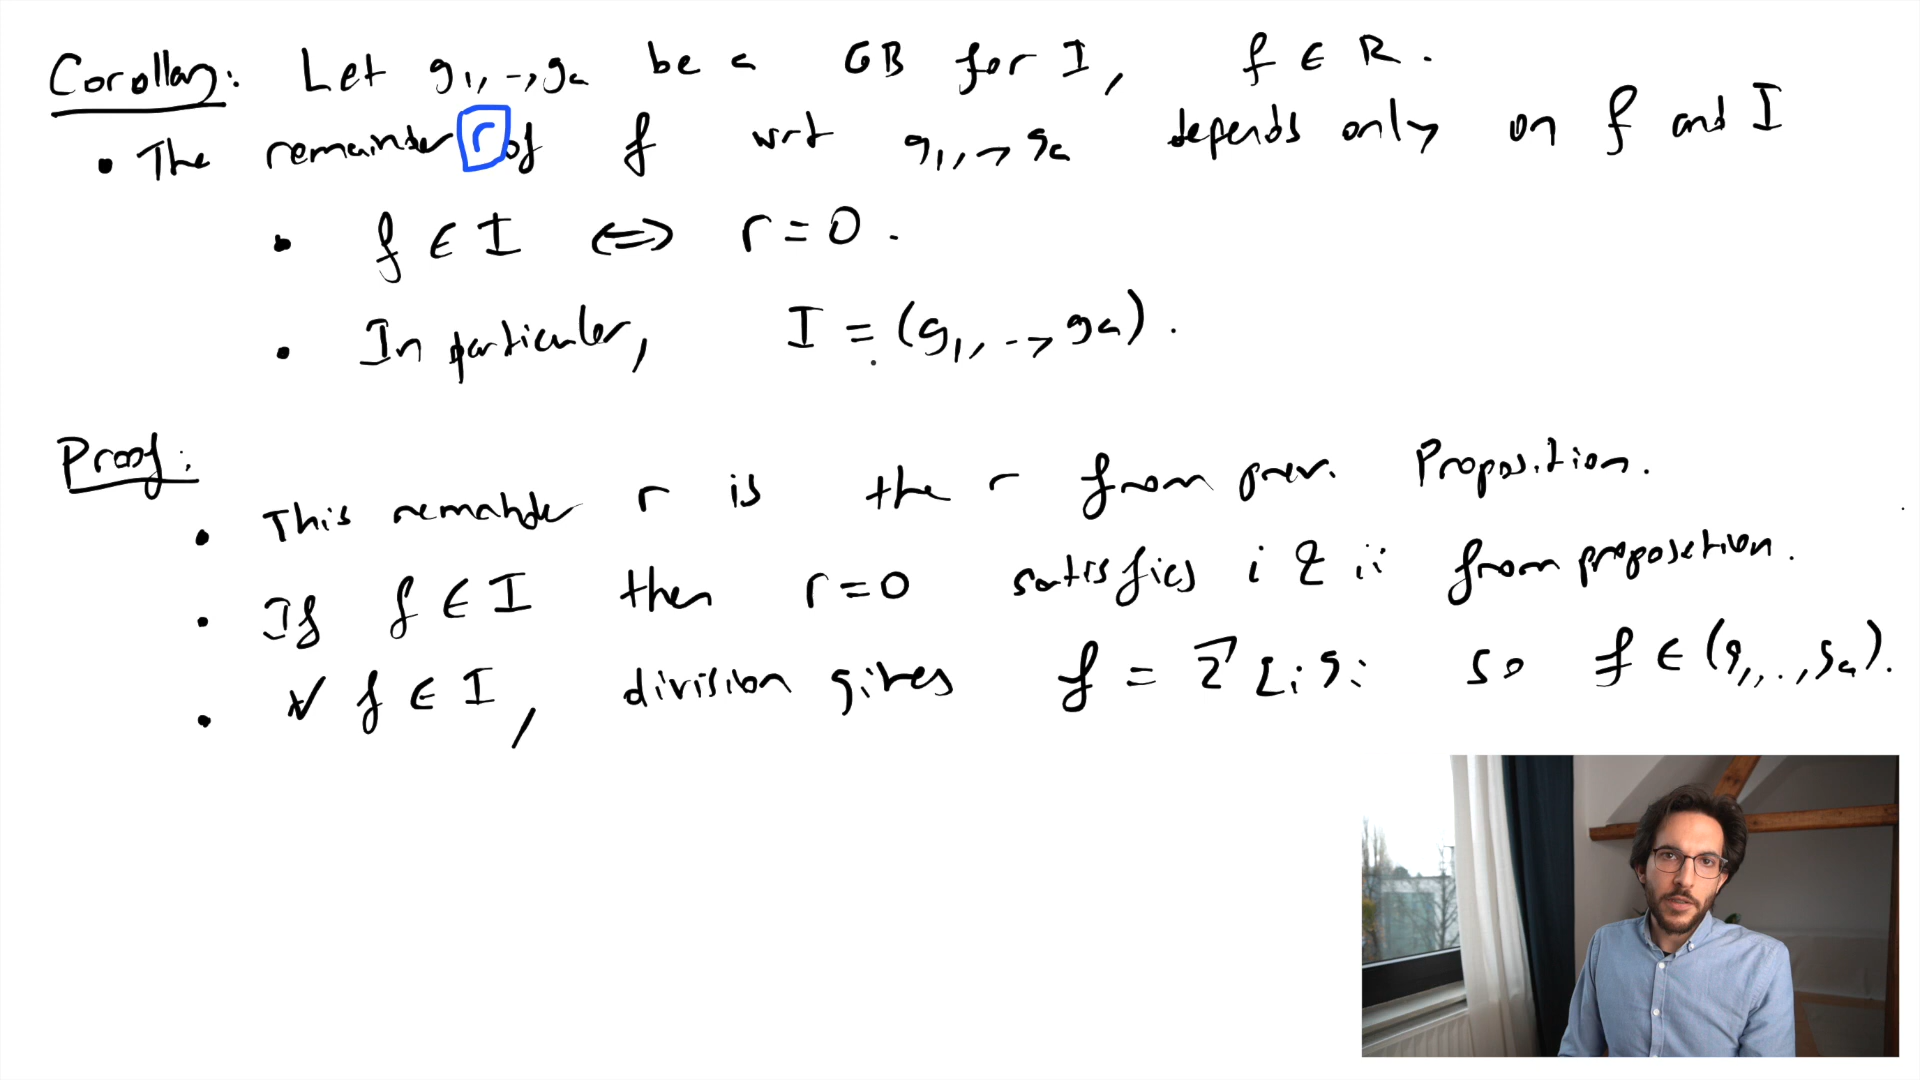 Corollary: Let g₁,..,gₐ be a GB for I, f ∈ R.
• The remainder r of f wrt g₁,..,gₐ depends only on f and I
• f ∈ I ⇔ r = 0.
• In particular, I = (g₁,..,gₐ).
Proof:
• This remainder r is the r from prev. Proposition.
• If f ∈ I then r = 0 satisfies i & ii from proposition.
• ∀ f ∈ I, division gives f = Σ qᵢ gᵢ so f ∈ (g₁,..,gₐ).